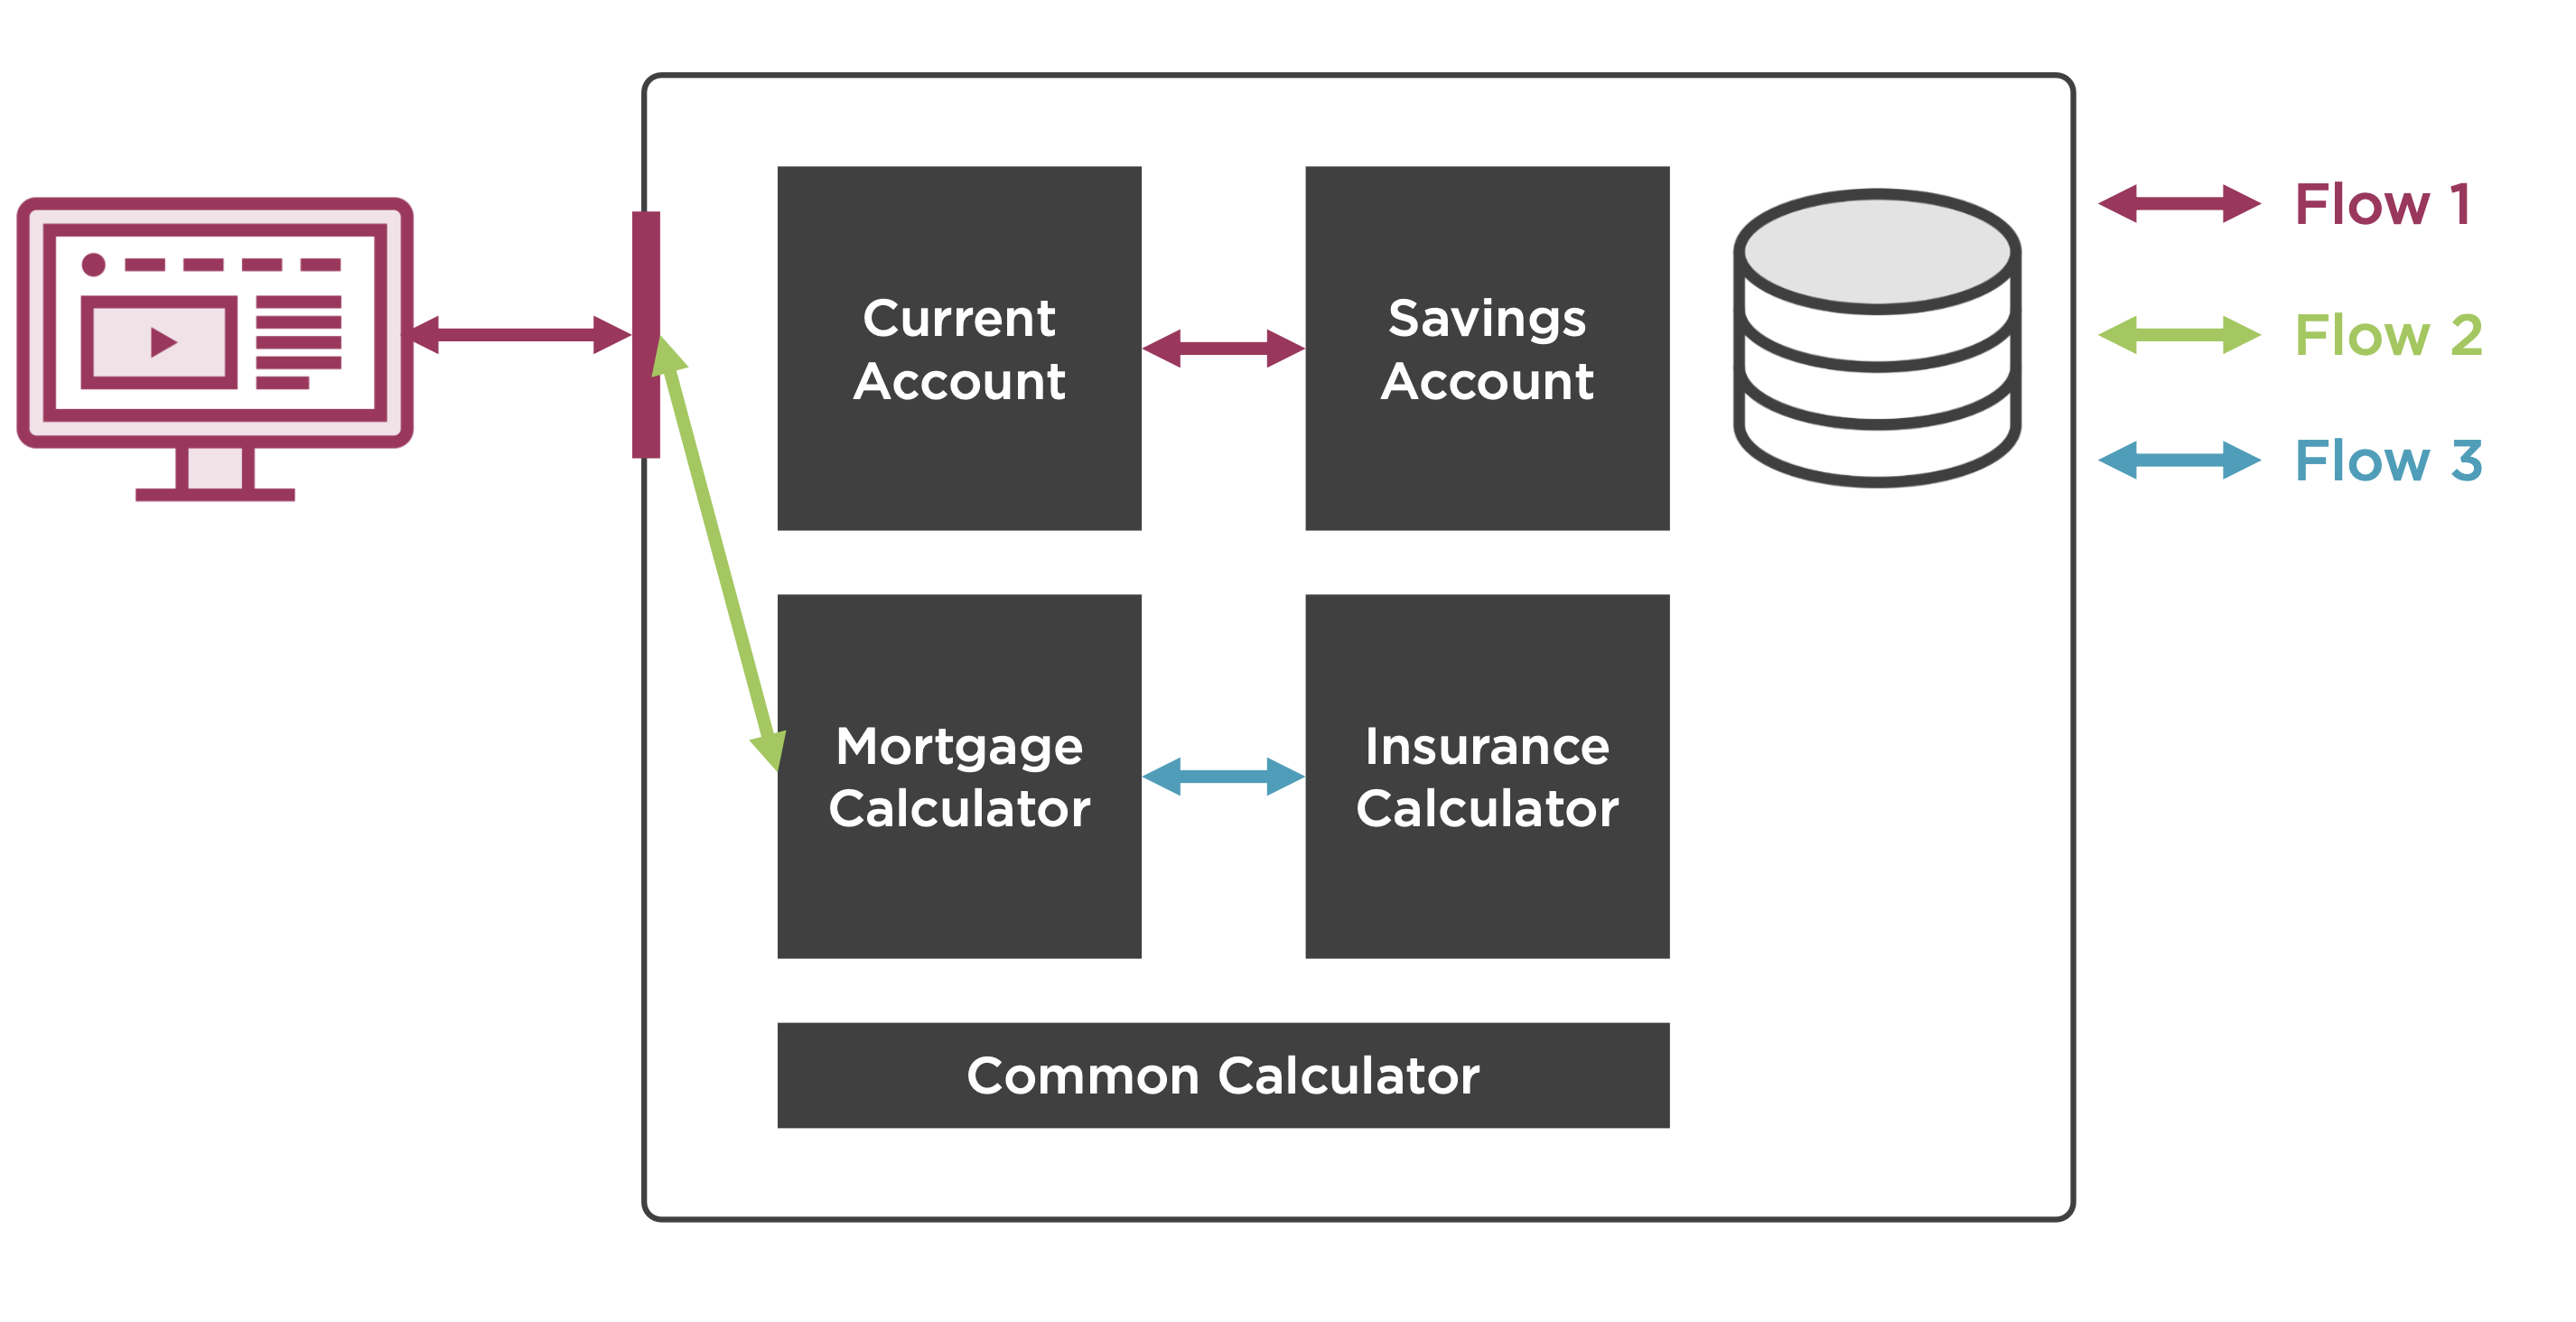 Current
Account
Savings
Account
Flow 1
Flow 2
Flow 3
Mortgage
Calculator
Insurance
Calculator
Common Calculator